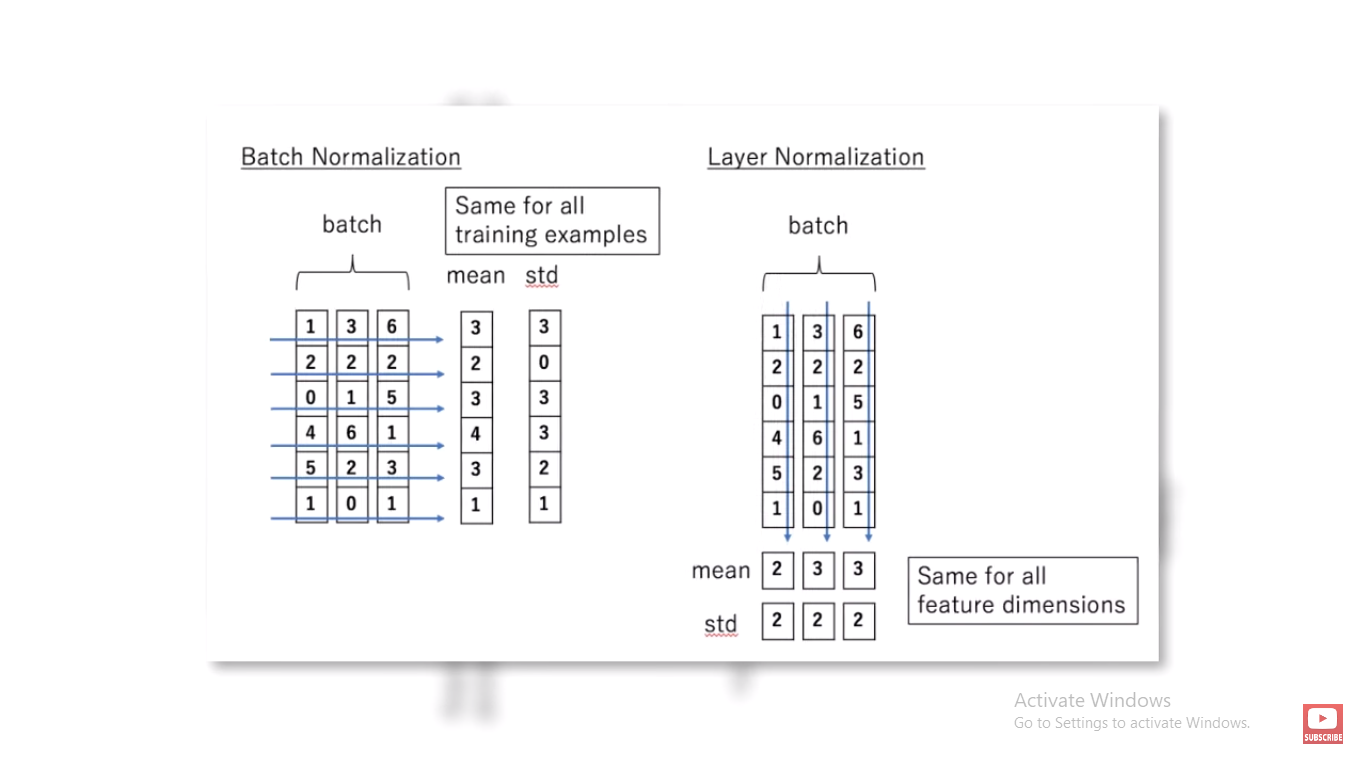 Batch Normalization
Same for all
training examples
batch
mean std
1 3 6 3 3
2 2 2 2 0
0 1 5 3 3
4 6 1 4 3
5 2 3 3 2
1 0 1 1 1
Layer Normalization
batch
1 3 6
2 2 2
0 1 5
4 6 1
5 2 3
1 0 1
mean 2 3 3
std 2 2 2
Same for all
feature dimensions
Activate Windows
Go to Settings to activate Windows.
SUBSCRIBE